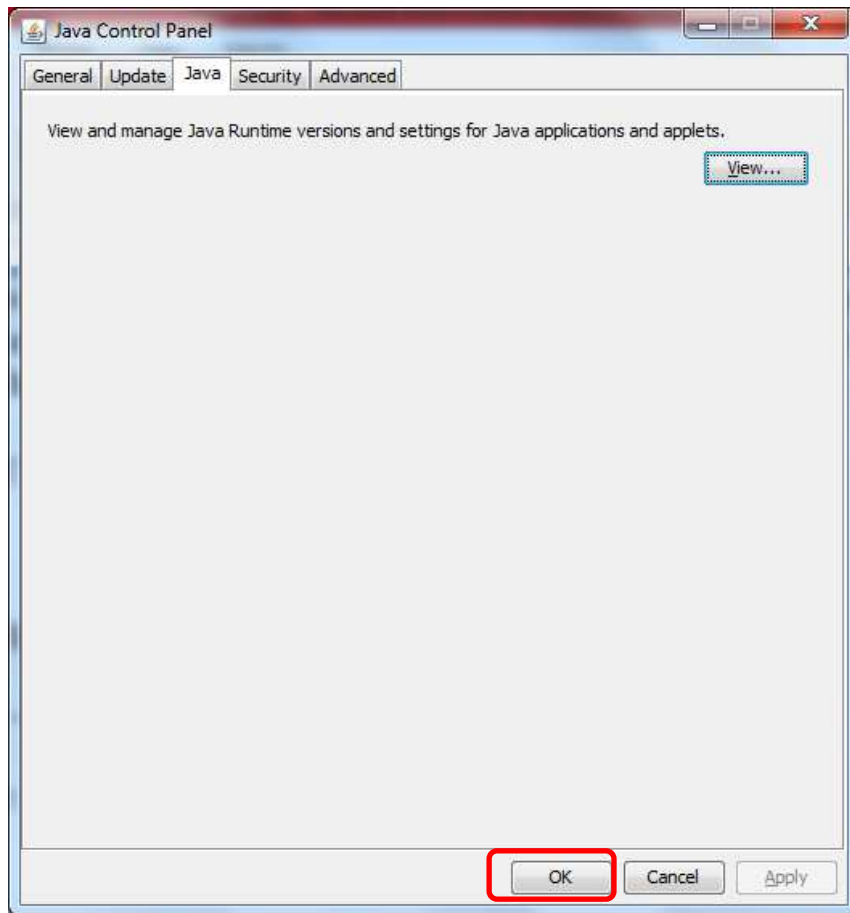 Java Control Panel
General Update Java Security Advanced
View and manage Java Runtime versions and settings for Java applications and applets.
View...
OK Cancel Apply